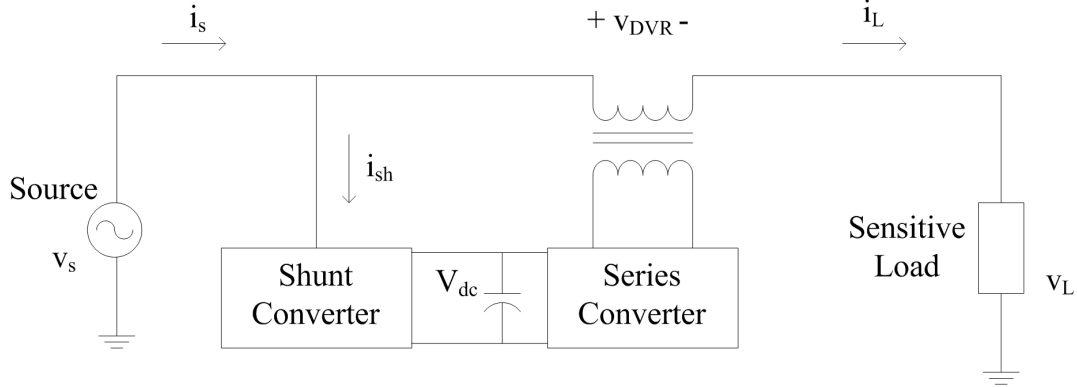 i_s
+ v_DVR -
i_L
i_sh
Source
v_s
Shunt
Converter
V_dc
Series
Converter
Sensitive
Load
v_L